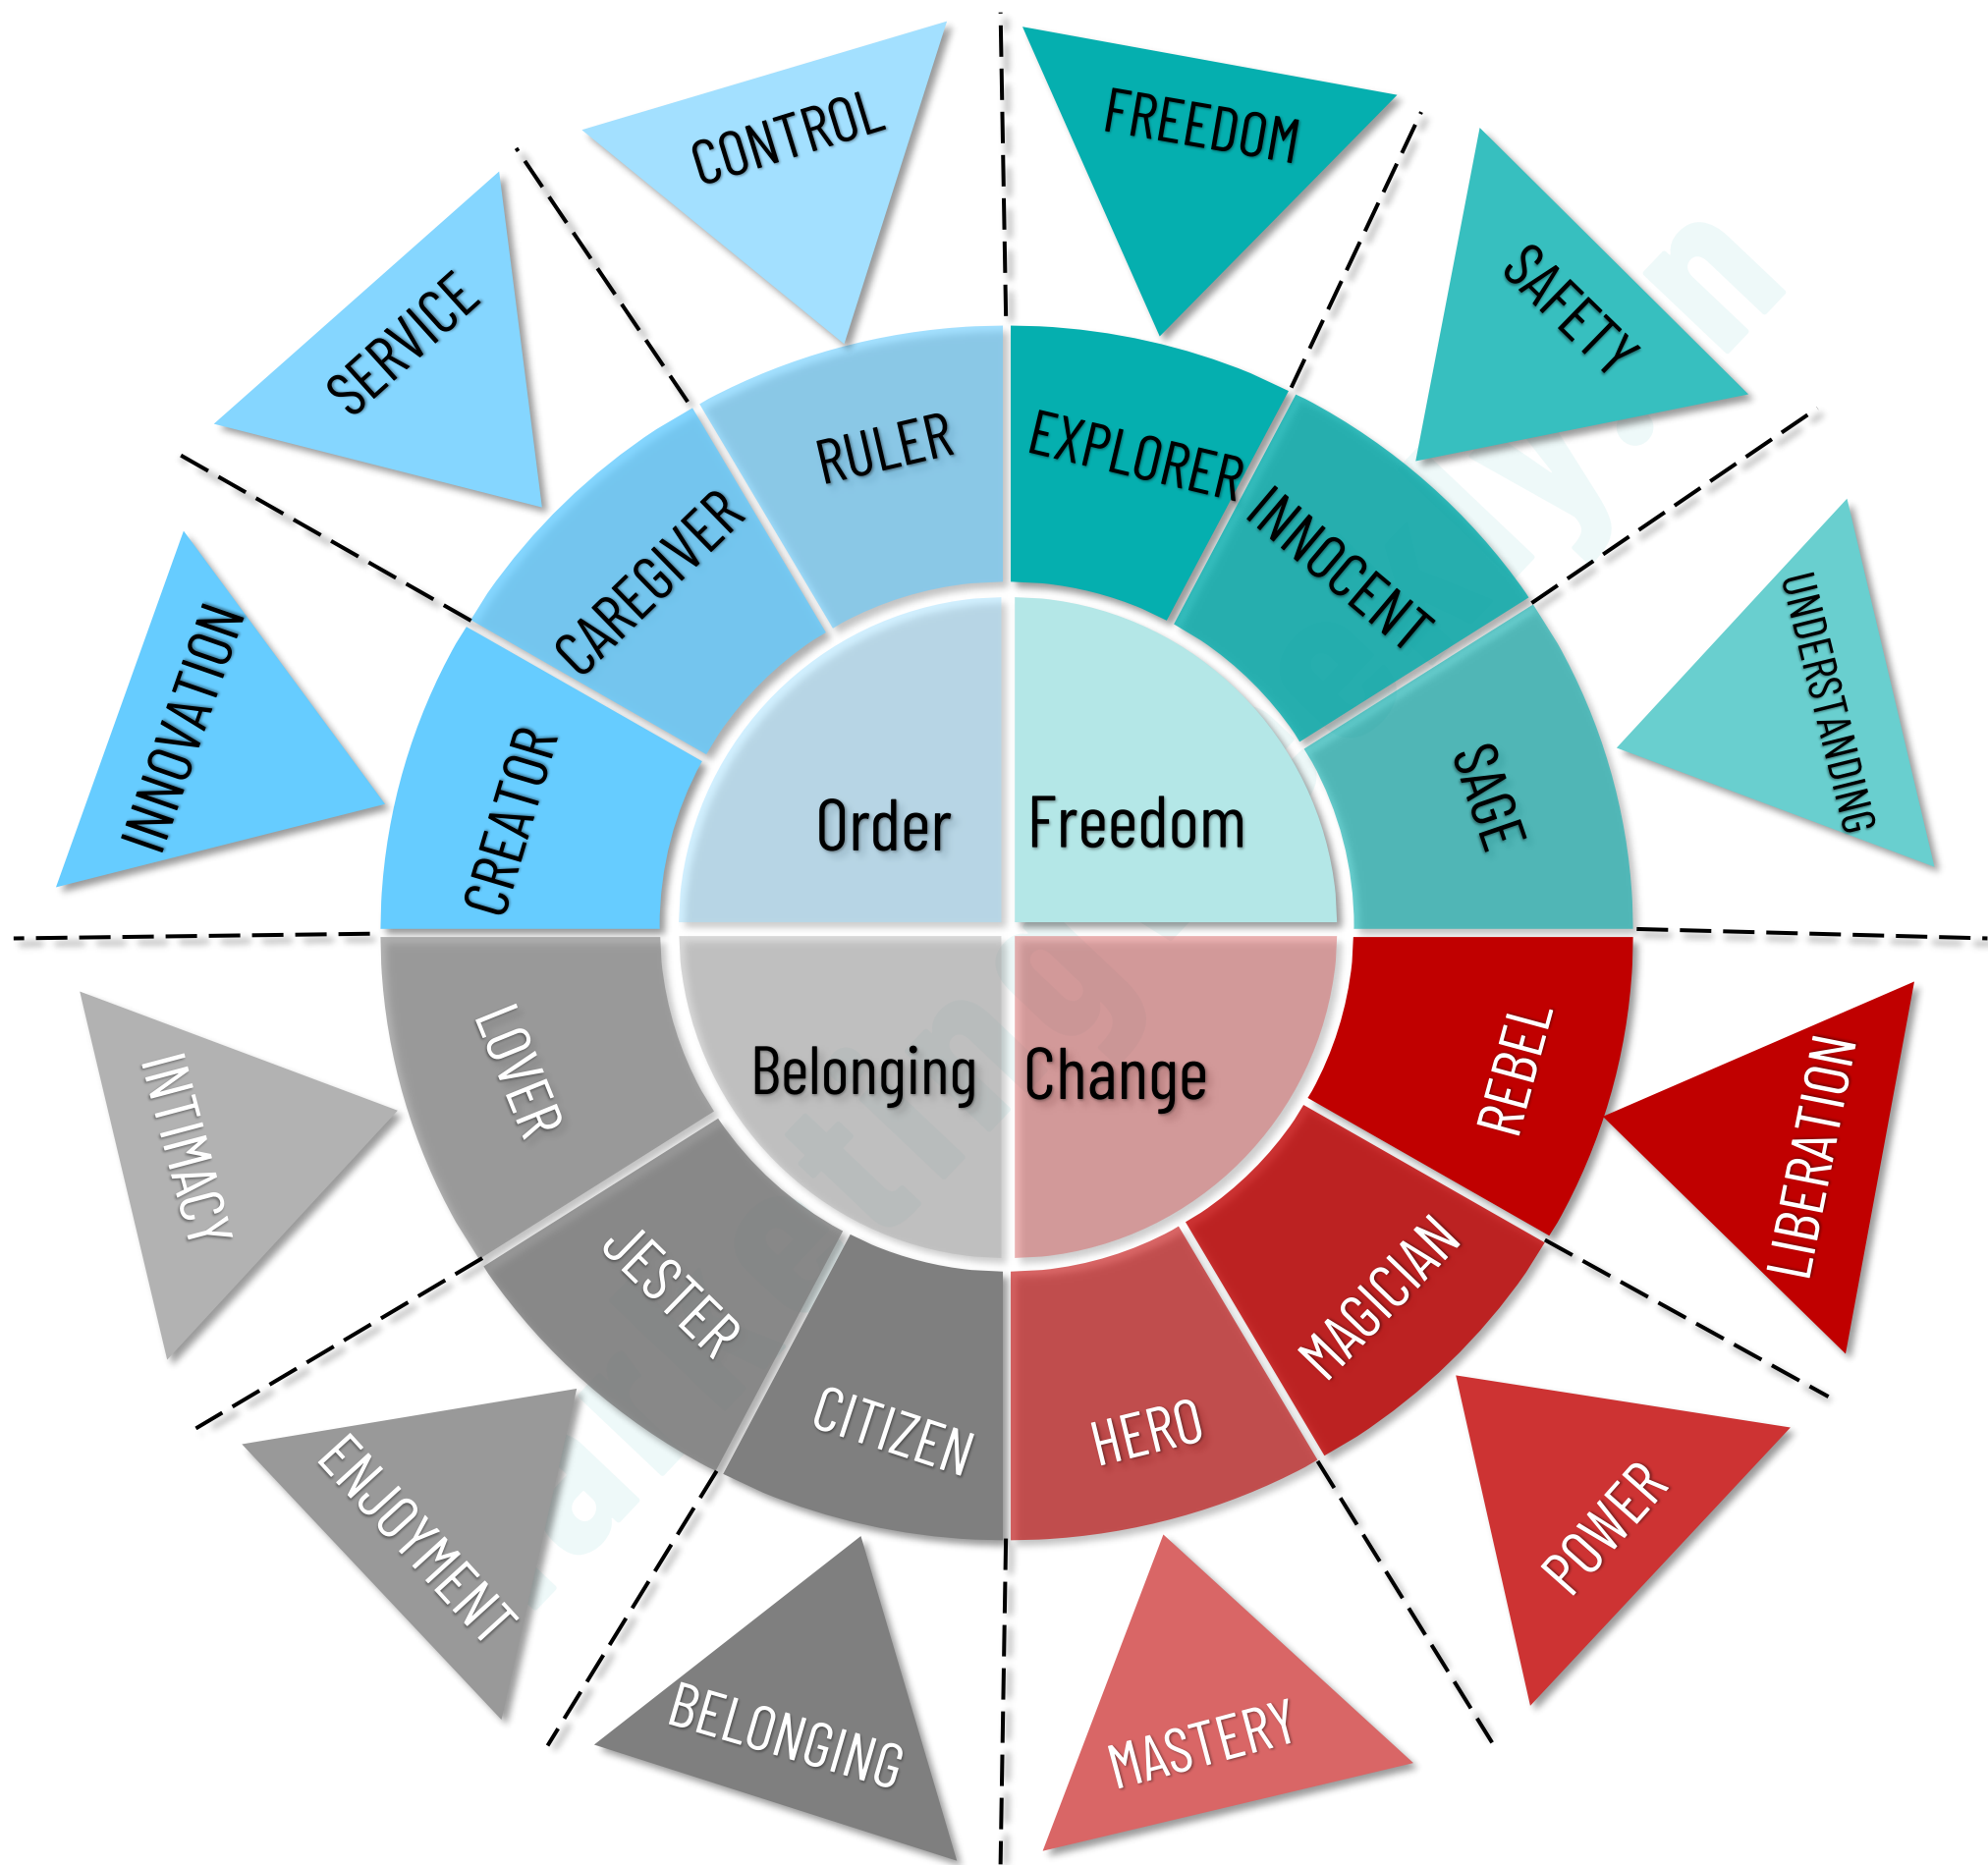 CONTROL
FREEDOM
SERVICE
SAFETY
INNOVATION
UNDERSTANDING
RULER
EXPLORER
CAREGIVER
INNOCENT
CREATOR
SAGE
Order
Freedom
Belonging
Change
LOVER
REBEL
JESTER
MAGICIAN
CITIZEN
HERO
INTIMACY
LIBERATION
ENJOYMENT
POWER
BELONGING
MASTERY